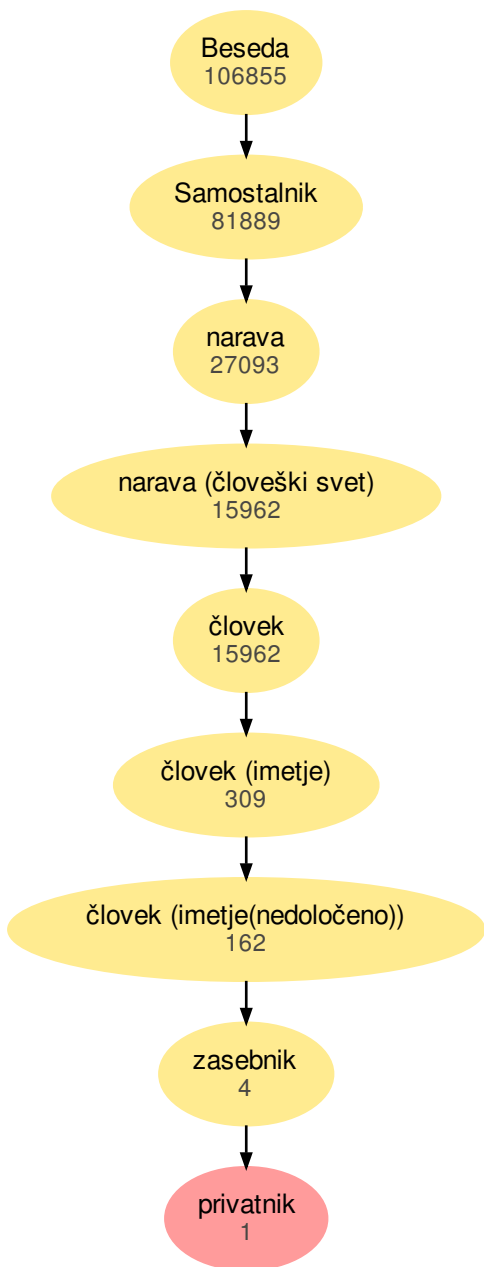 Beseda
106855
Samostalnik
81889
narava
27093
narava (človeški svet)
15962
človek
15962
človek (imetje)
309
človek (imetje(nedoločeno))
162
zasebnik
4
privatnik
1